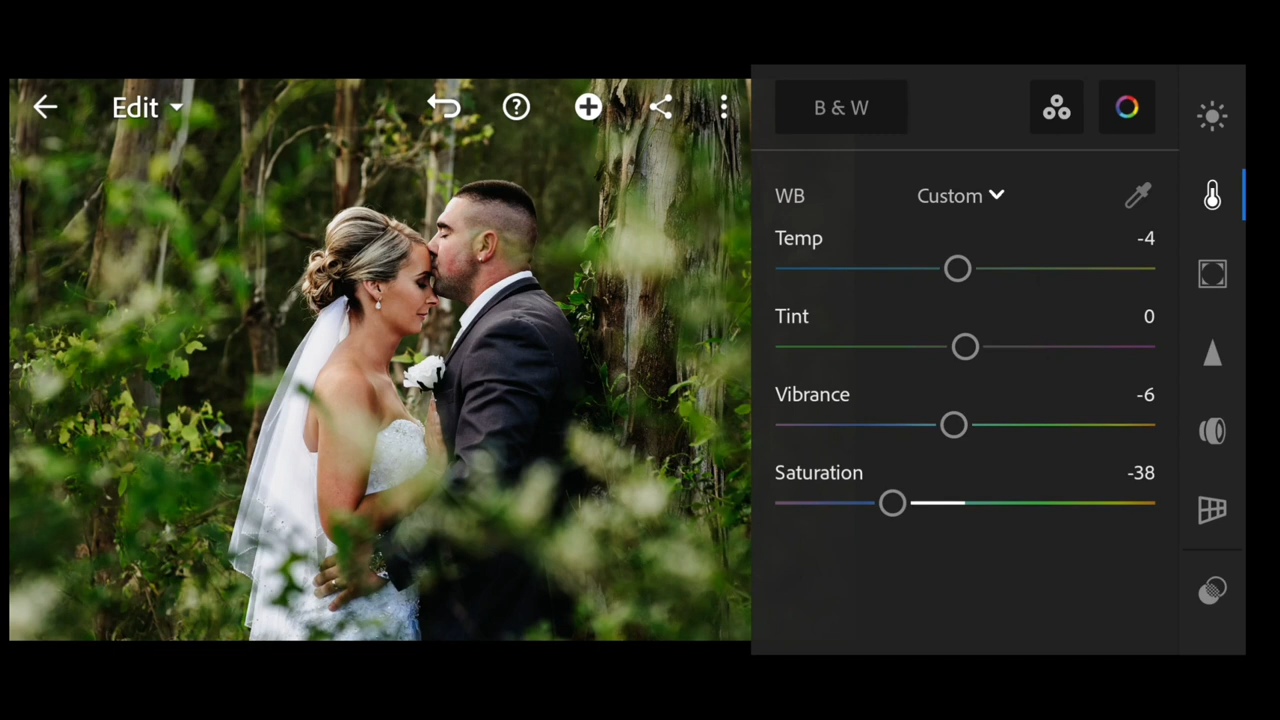 Edit
B & W
WB Custom
Temp -4
Tint 0
Vibrance -6
Saturation -38